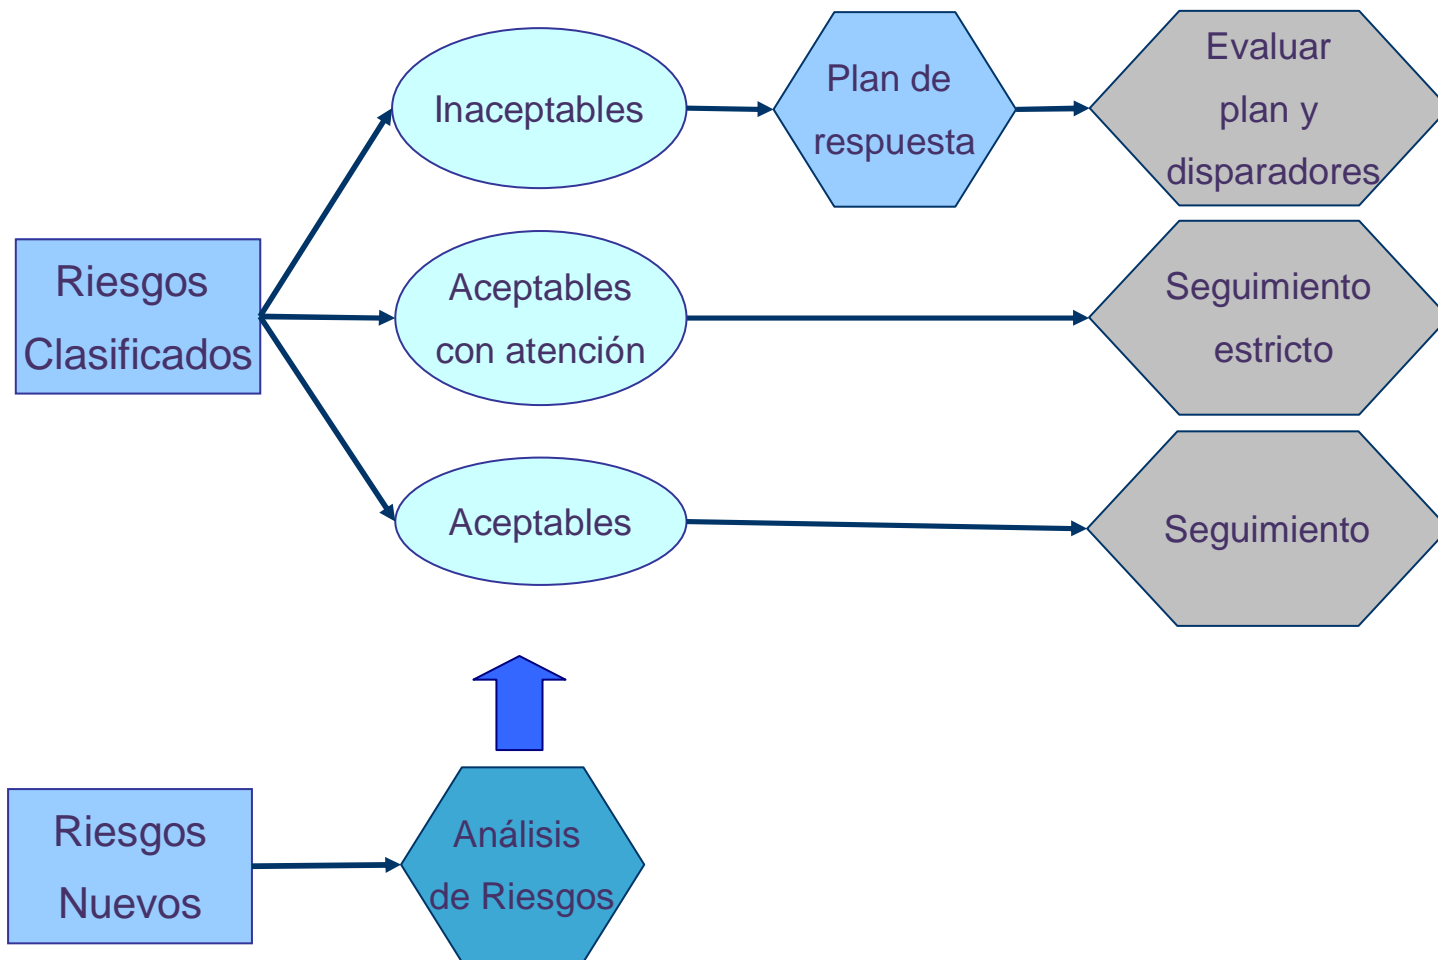 Inaceptables
Plan de
respuesta
Evaluar
plan y
disparadores
Riesgos
Clasificados
Aceptables
con atención
Seguimiento
estricto
Aceptables
Seguimiento
Riesgos
Nuevos
Análisis
de Riesgos